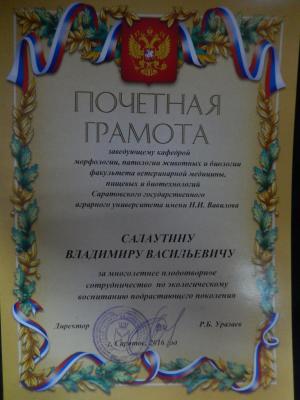 ПОЧЕТНАЯ
ГРАМОТА
заведующему кафедрой
морфологии, патологии животных и биологии
факультета ветеринарной медицины,
пищевых и биотехнологий
Саратовского государственного
аграрного университета имени Н.И. Вавилова
САЛАУТИНУ
ВЛАДИМИРУ ВАСИЛЬЕВИЧУ
за многолетнее плодотворное
сотрудничество по экологическому
воспитанию подрастающего поколения
Директор Р.Б. Уразаев
г. Саратов, 2016 год